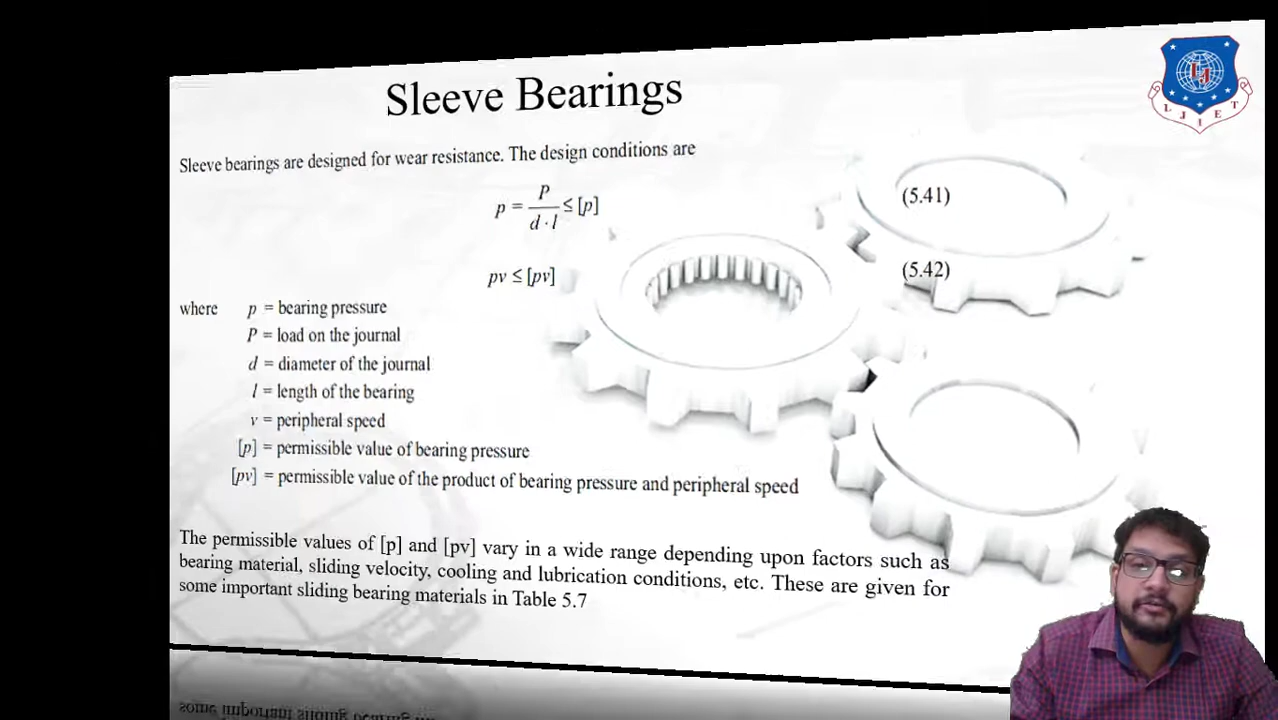 Sleeve Bearings
Sleeve bearings are designed for wear resistance. The design conditions are
p = P / d · l ≤ [p] (5.41)
pv ≤ [pv] (5.42)
where p = bearing pressure
P = load on the journal
d = diameter of the journal
l = length of the bearing
v = peripheral speed
[p] = permissible value of bearing pressure
[pv] = permissible value of the product of bearing pressure and peripheral speed
The permissible values of [p] and [pv] vary in a wide range depending upon factors such as
bearing material, sliding velocity, cooling and lubrication conditions, etc. These are given for
some important sliding bearing materials in Table 5.7
LJ
L J I E T